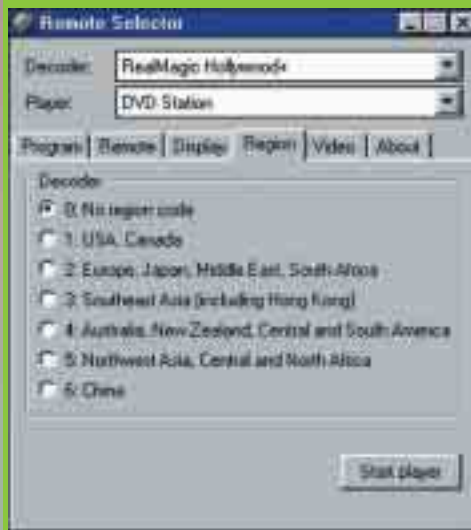 Remote Selector
Decoder: RealMagic Hollywood+
Player: DVD Station
Program Remote Display Region Video About
Decoder
0: No region code
1: USA, Canada
2: Europe, Japan, Middle East, South Africa
3: Southeast Asia (including Hong Kong)
4: Australia, New Zealand, Central and South America
5: Northwest Asia, Central and North Africa
6: China
Start player